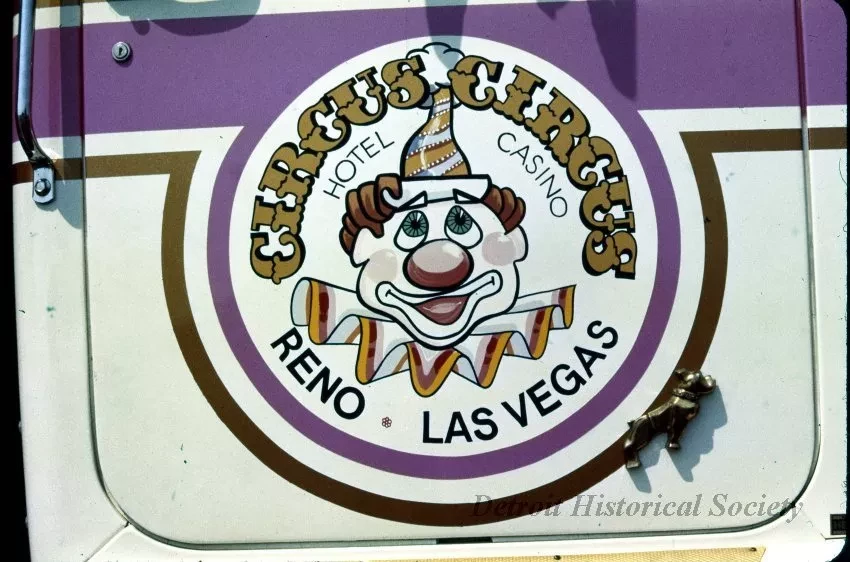 CIRCUS CIRCUS
HOTEL
CASINO
RENO
LAS VEGAS
Detroit Historical Society